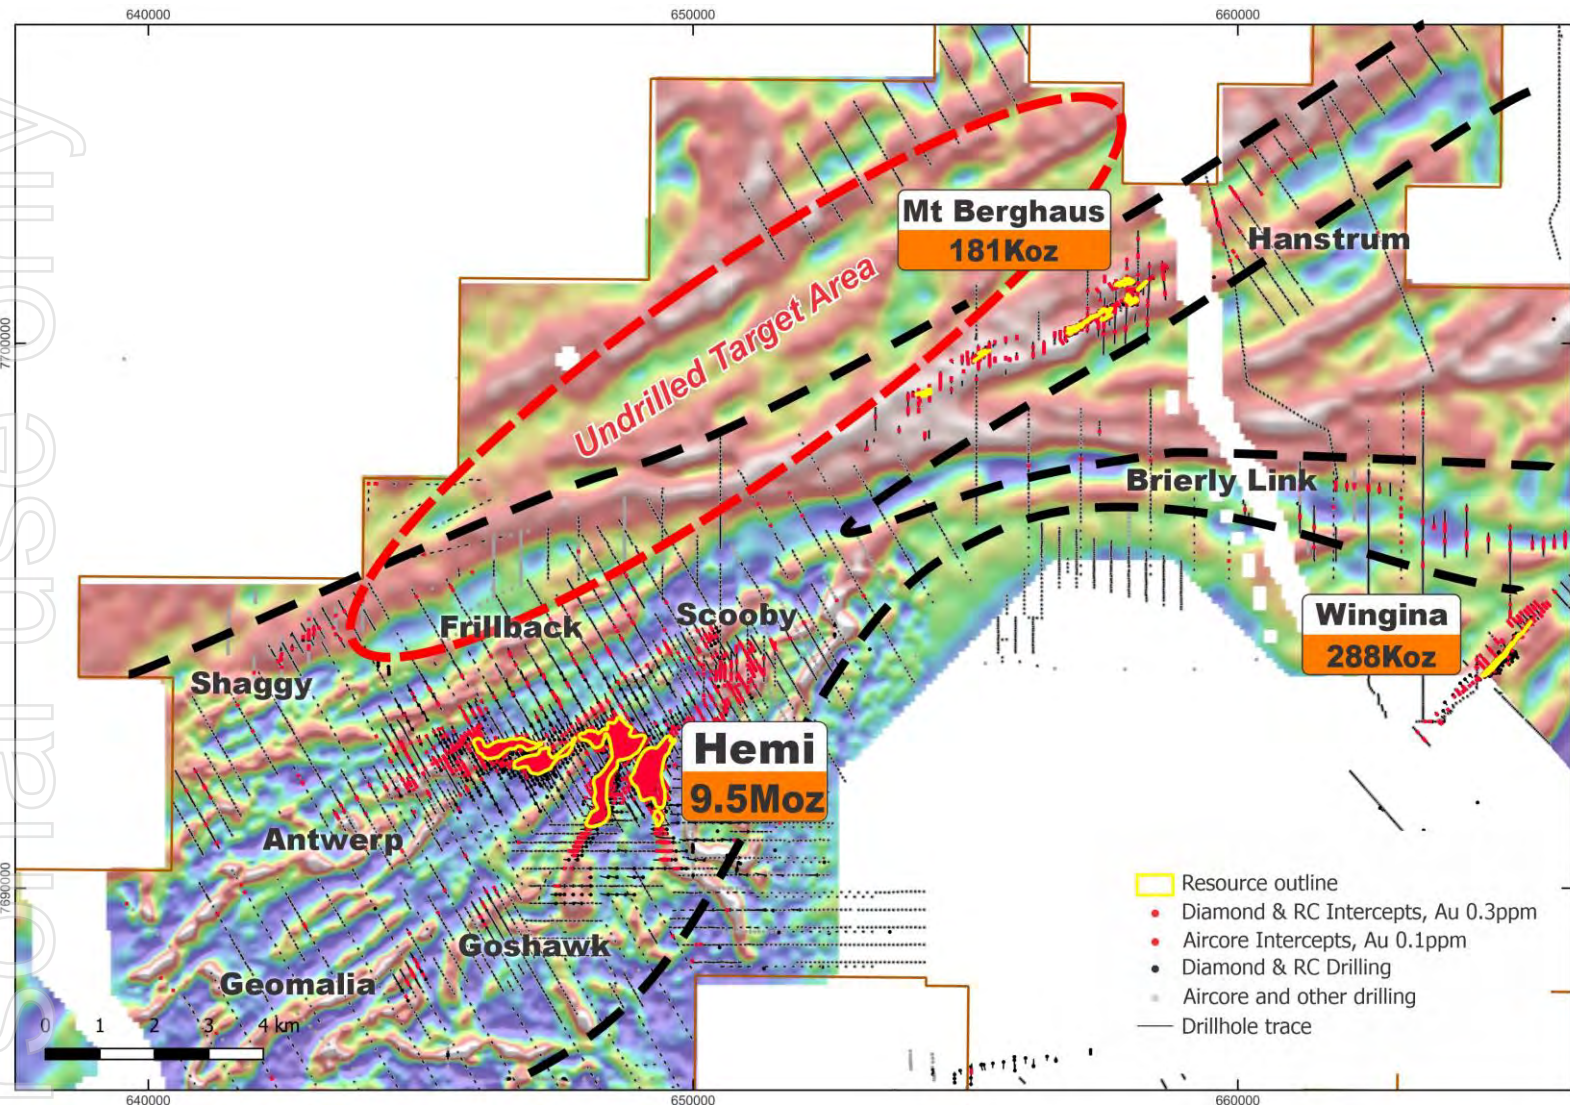 640000
650000
660000
Mt Berghaus
181Koz
Hanstrum
Undrilled Target Area
7700000
Brierly Link
Frillback
Scooby
Shaggy
Wingina
288Koz
Hemi
9.5Moz
Antwerp
7690000
Goshawk
Geomalia
0 1 2 3 4 km
Resource outline
Diamond & RC Intercepts, Au 0.3ppm
Aircore Intercepts, Au 0.1ppm
Diamond & RC Drilling
Aircore and other drilling
Drillhole trace
640000
650000
660000